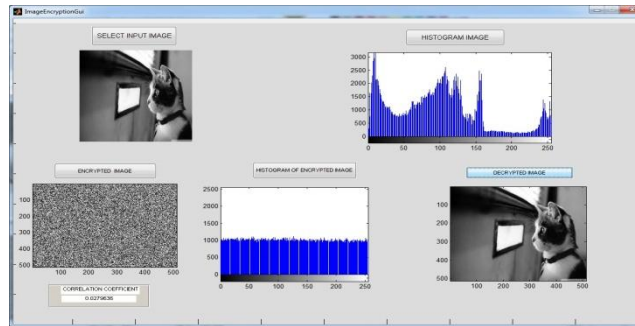 ImageEncryptionGui
SELECT INPUT IMAGE
HISTOGRAM IMAGE
3000
2500
2000
1500
1000
500
0
0 50 100 150 200 250
ENCRYPTED IMAGE
HISTOGRAM OF ENCRYPTED IMAGE
DECRYPTED IMAGE
100
200
300
400
500
100 200 300 400 500
2500
2000
1500
1000
500
0
0 50 100 150 200 250
100
200
300
400
500
100 200 300 400 500
CORRELATION COEFFICIENT
0.0279636